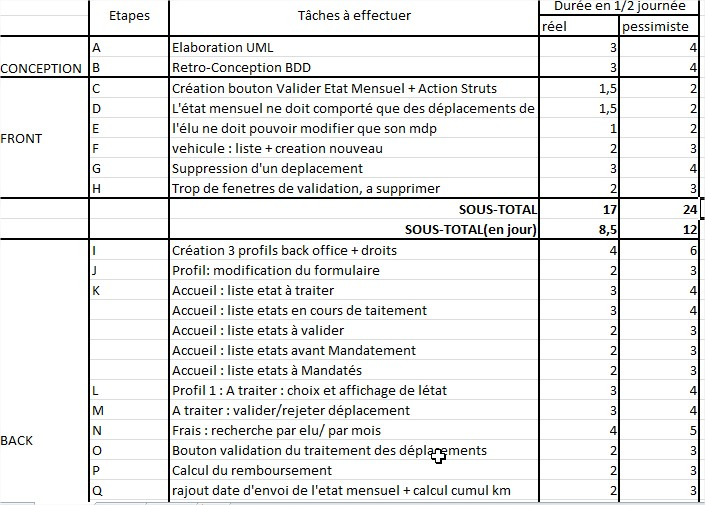 Durée en 1/2 journée
Etapes Tâches à effectuer réel pessimiste
A Elaboration UML 3 4
CONCEPTION B Retro-Conception BDD 3 4
C Création bouton Valider Etat Mensuel + Action Struts 1,5 2
D L'état mensuel ne doit comporté que des déplacements de 1,5 2
FRONT E l'élu ne doit pouvoir modifier que son mdp 1 2
F vehicule : liste + creation nouveau 2 3
G Suppression d'un deplacement 3 4
H Trop de fenetres de validation, a supprimer 2 3
SOUS-TOTAL 17 24
SOUS-TOTAL(en jour) 8,5 12
I Création 3 profils back office + droits 4 6
J Profil: modification du formulaire 2 3
K Accueil : liste etat à traiter 3 4
Accueil : liste etats en cours de taitement 3 4
Accueil : liste etats à valider 2 3
Accueil : liste etats avant Mandatement 2 3
Accueil : liste etats à Mandatés 2 3
L Profil 1 : A traiter : choix et affichage de létat 3 4
M A traiter : valider/rejeter déplacement 3 4
BACK N Frais : recherche par elu/ par mois 4 5
O Bouton validation du traitement des déplacements 2 3
P Calcul du remboursement 2 3
Q rajout date d'envoi de l'etat mensuel + calcul cumul km 2 3